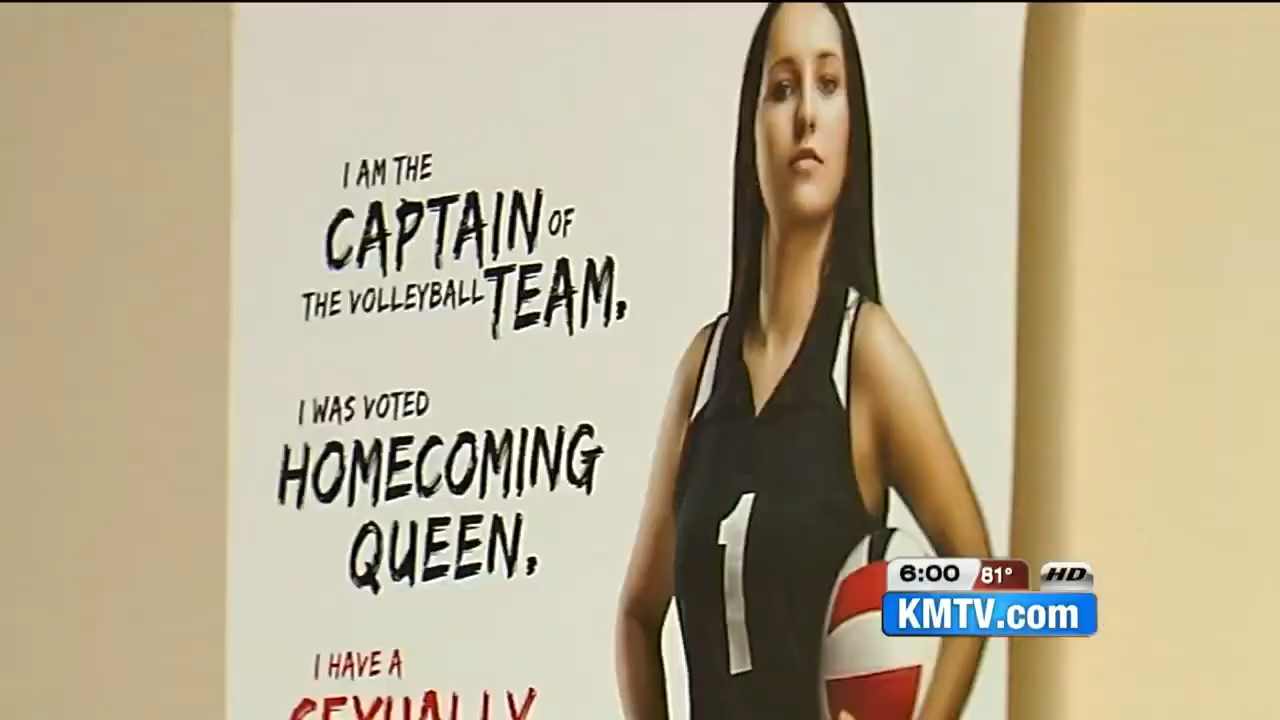 I AM THE
CAPTAIN OF
THE VOLLEYBALL TEAM.
I WAS VOTED
HOMECOMING
QUEEN.
I HAVE A
SEXUALLY
1
6:00 81° HD
KMTV.com